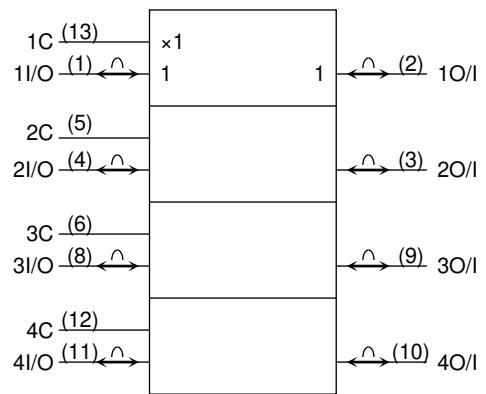 1C (13) ×1
1I/O (1) ∩ 1 1 ∩ (2) 1O/I
2C (5)
2I/O (4) ∩ ∩ (3) 2O/I
3C (6)
3I/O (8) ∩ ∩ (9) 3O/I
4C (12)
4I/O (11) ∩ ∩ (10) 4O/I